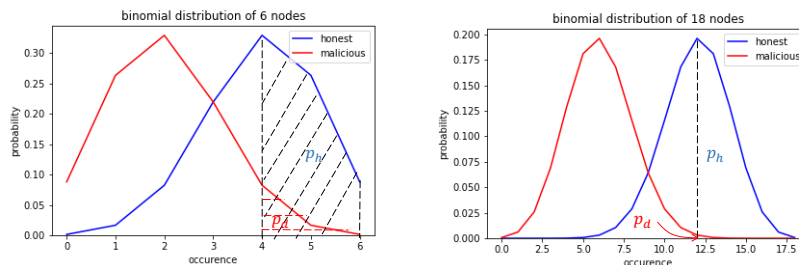 binomial distribution of 6 nodes
honest
malicious
p_h
p_d
probability
0.30
0.25
0.20
0.15
0.10
0.05
0.00
0 1 2 3 4 5 6
occurence
binomial distribution of 18 nodes
honest
malicious
p_h
p_d
probability
0.200
0.175
0.150
0.125
0.100
0.075
0.050
0.025
0.000
0.0 2.5 5.0 7.5 10.0 12.5 15.0 17.5
occurence